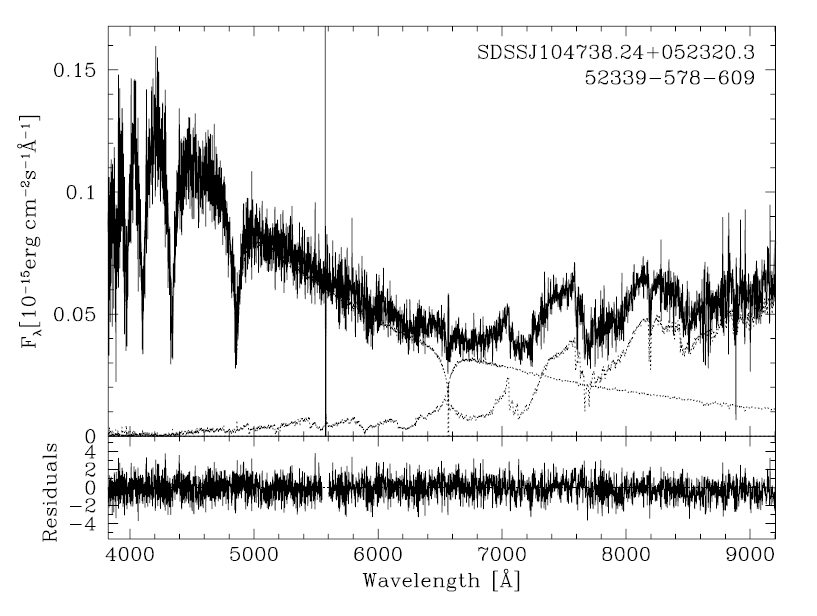 SDSSJ104738.24+052320.3
52339−578−609
0.15
0.1
0.05
0
F_λ[10⁻¹⁵erg cm⁻²s⁻¹Å⁻¹]
4
2
0
−2
−4
Residuals
4000 5000 6000 7000 8000 9000
Wavelength [Å]